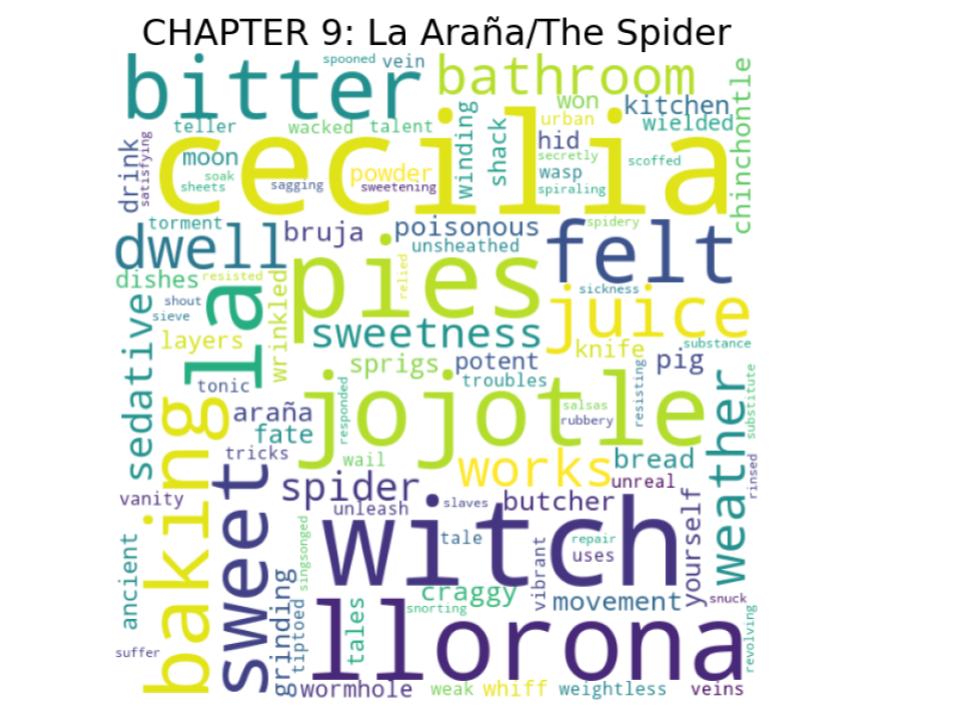 CHAPTER 9: La Araña/The Spider
spooned vein
bitter bathroom
won kitchen
urban
teller wacked talent
wielded
chinchontle
cecilia
winding
shack
hid
secretly scoffed
drink
satisfying
moon
soak
sheets
powder
sagging sweetening
wasp
spiraling
torment
dwell
bruja
poisonous
unsheathed
spidery
felt
dishes resisted
pies
relied
sickness
shout
sieve
la
wrinkled
sweetness
juice
substance
layers
sedative
sprigs potent
knife pig
troubles
tonic
jojotle
responded
salsas
rubbery
resisting
substitute
araña
fate
weather
tricks
wail
works bread
unreal
rinsed
baking
sweet
vanity
spider
unleash
slaves butcher
witch
tale
repair
uses
yourself
vibrant
ancient
singsonged
grinding
tiptoed
tales
craggy
snorting
movement snuck
llorona
revolving
suffer
wormhole weak whiff weightless veins